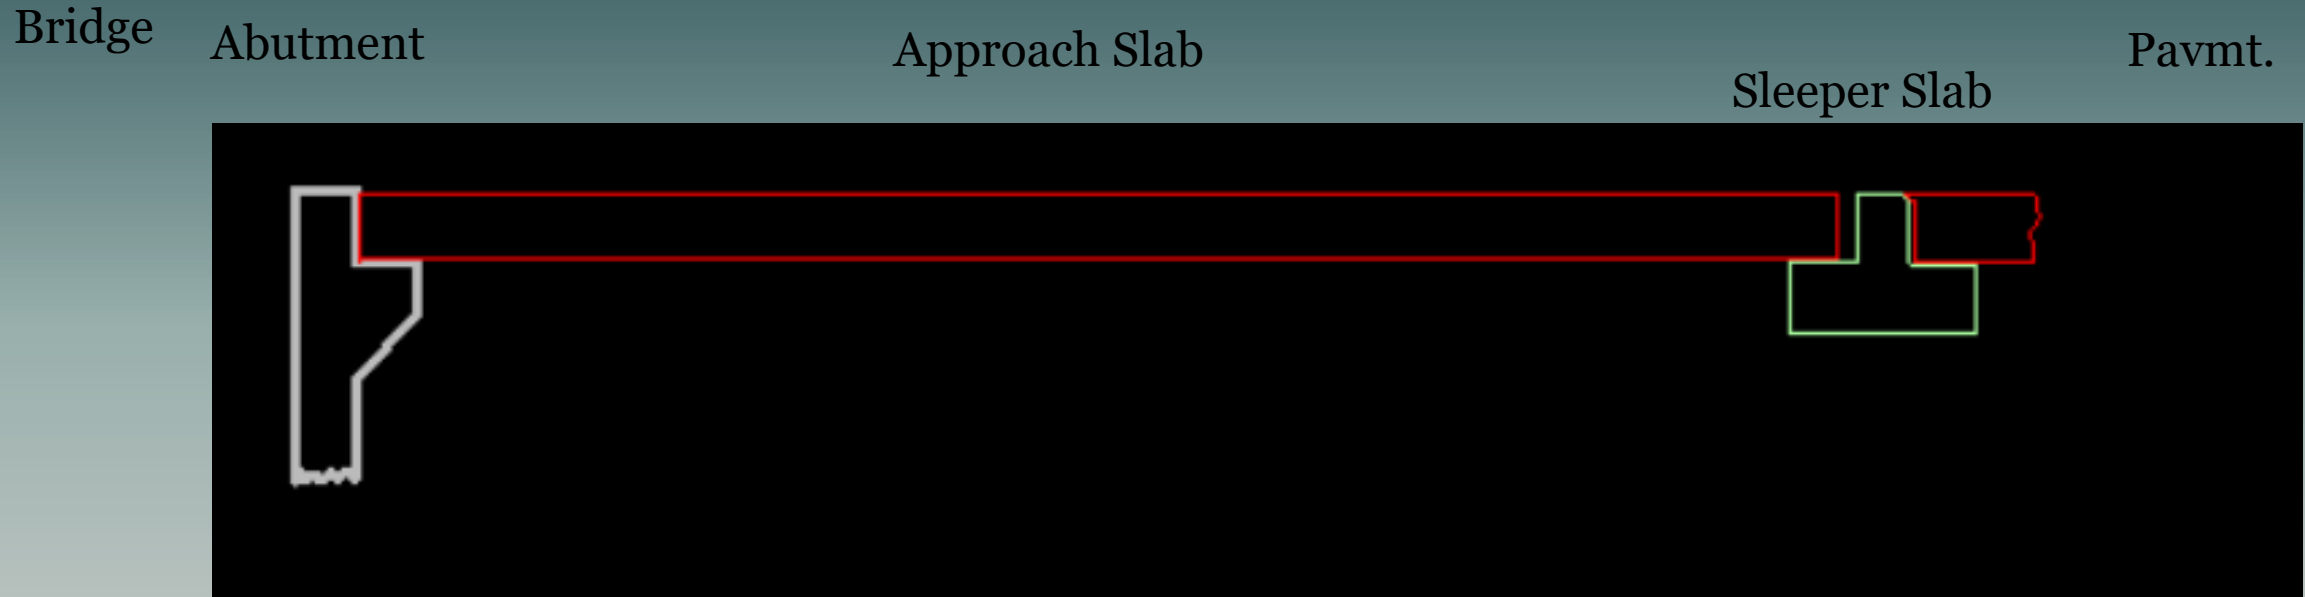 Bridge
Abutment
Approach Slab
Sleeper Slab
Pavmt.